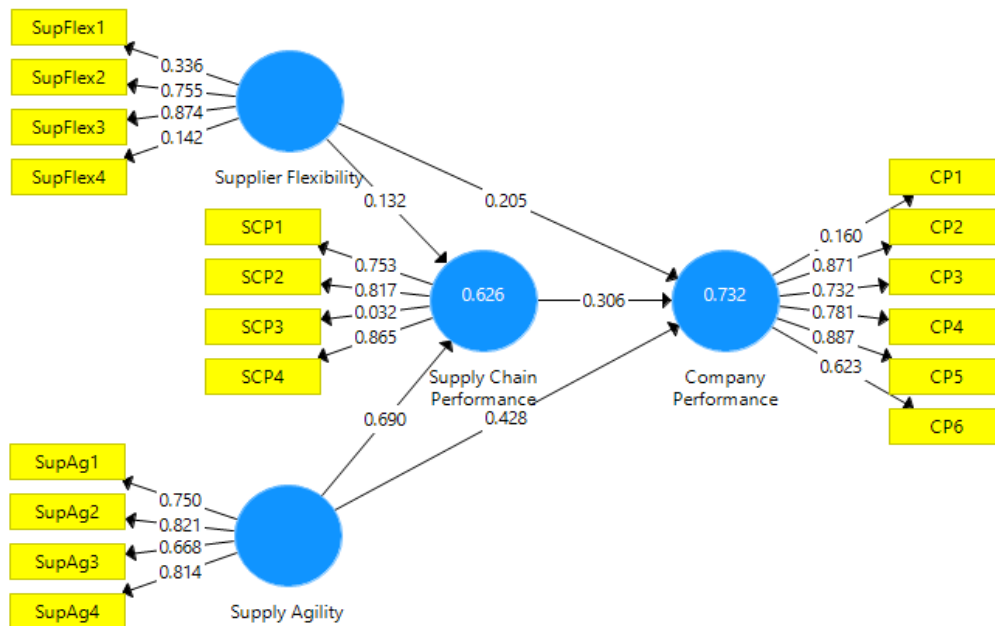 SupFlex1
0.336
SupFlex2
0.755
SupFlex3
0.874
0.142
SupFlex4
Supplier Flexibility
0.132
0.205
SCP1
0.753
SCP2
0.817
SCP3
0.032
SCP4
0.865
0.626
Supply Chain
Performance
0.306
0.732
Company
Performance
CP1
0.160
CP2
0.871
CP3
0.732
CP4
0.781
0.887
CP5
0.623
CP6
0.690
0.428
SupAg1
0.750
SupAg2
0.821
SupAg3
0.668
0.814
SupAg4
Supply Agility